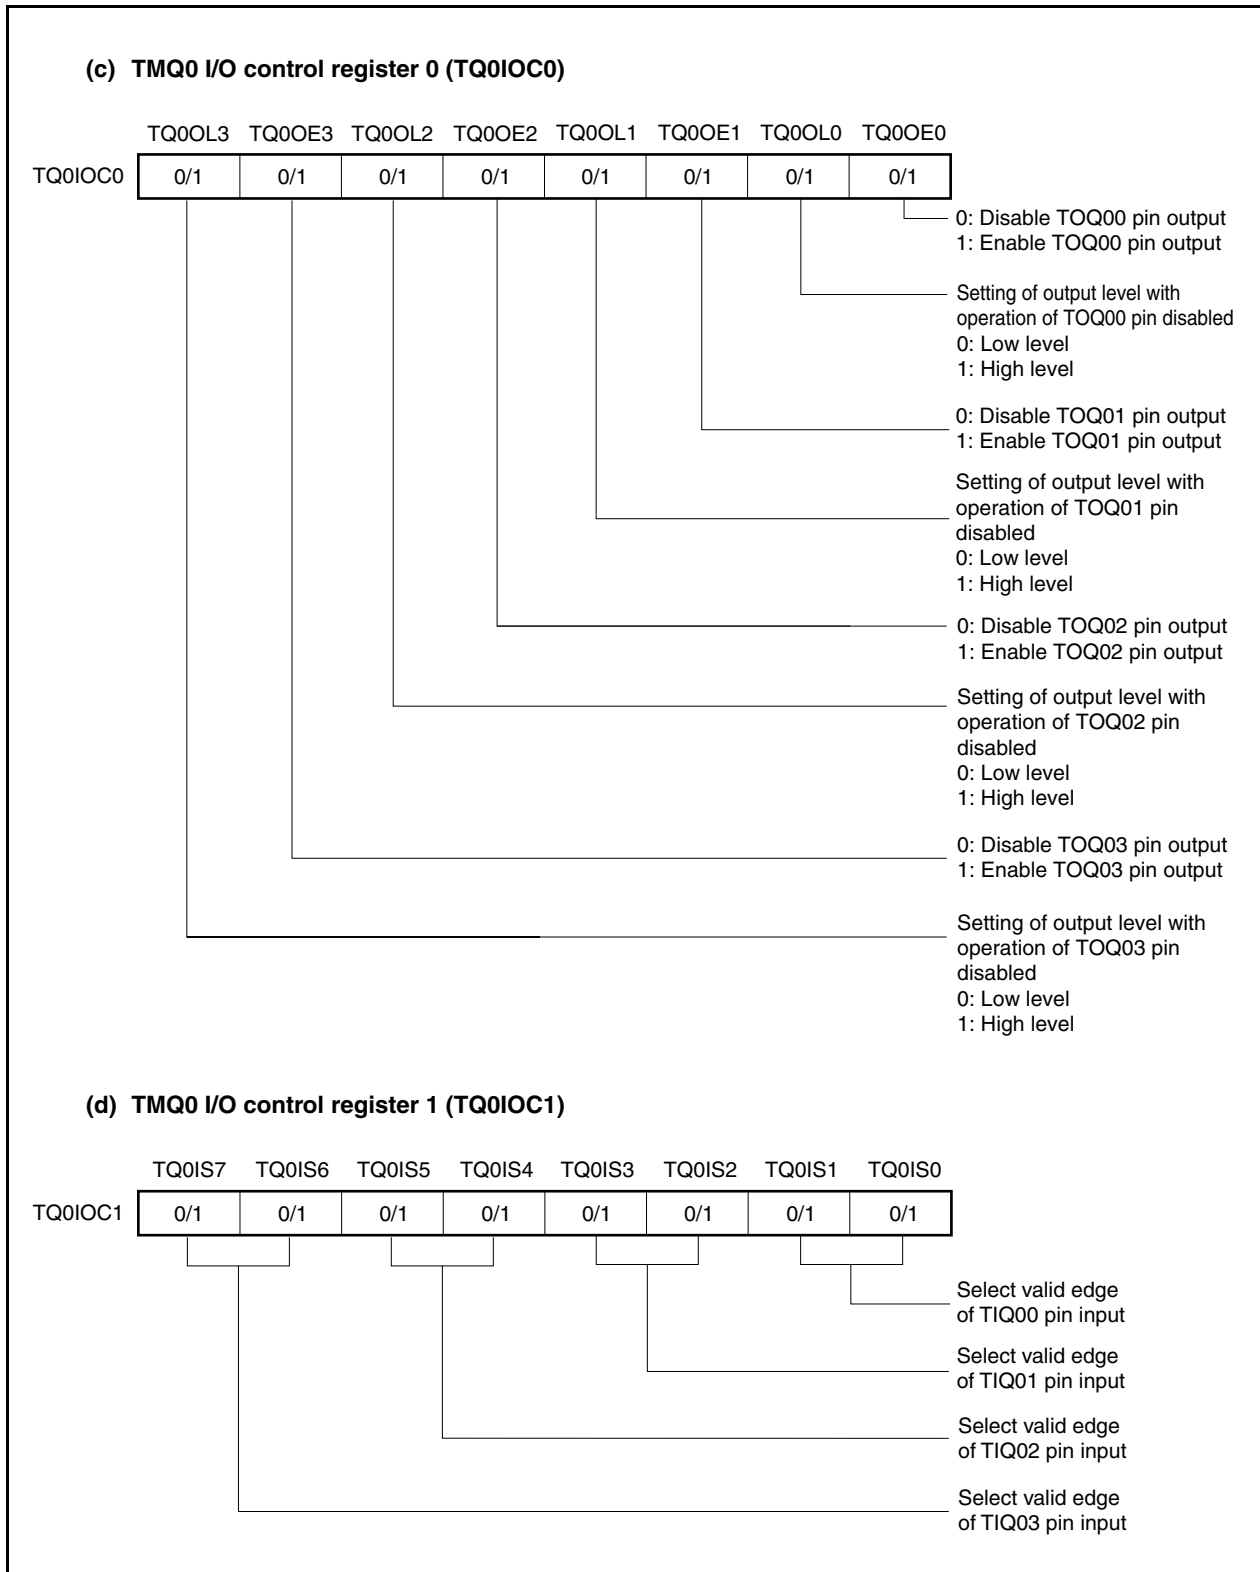 (c) TMQ0 I/O control register 0 (TQ0IOC0)
TQ0OL3 TQ0OE3 TQ0OL2 TQ0OE2 TQ0OL1 TQ0OE1 TQ0OL0 TQ0OE0
TQ0IOC0 0/1 0/1 0/1 0/1 0/1 0/1 0/1 0/1
0: Disable TOQ00 pin output
1: Enable TOQ00 pin output
Setting of output level with
operation of TOQ00 pin disabled
0: Low level
1: High level
0: Disable TOQ01 pin output
1: Enable TOQ01 pin output
Setting of output level with
operation of TOQ01 pin
disabled
0: Low level
1: High level
0: Disable TOQ02 pin output
1: Enable TOQ02 pin output
Setting of output level with
operation of TOQ02 pin
disabled
0: Low level
1: High level
0: Disable TOQ03 pin output
1: Enable TOQ03 pin output
Setting of output level with
operation of TOQ03 pin
disabled
0: Low level
1: High level
(d) TMQ0 I/O control register 1 (TQ0IOC1)
TQ0IS7 TQ0IS6 TQ0IS5 TQ0IS4 TQ0IS3 TQ0IS2 TQ0IS1 TQ0IS0
TQ0IOC1 0/1 0/1 0/1 0/1 0/1 0/1 0/1 0/1
Select valid edge
of TIQ00 pin input
Select valid edge
of TIQ01 pin input
Select valid edge
of TIQ02 pin input
Select valid edge
of TIQ03 pin input